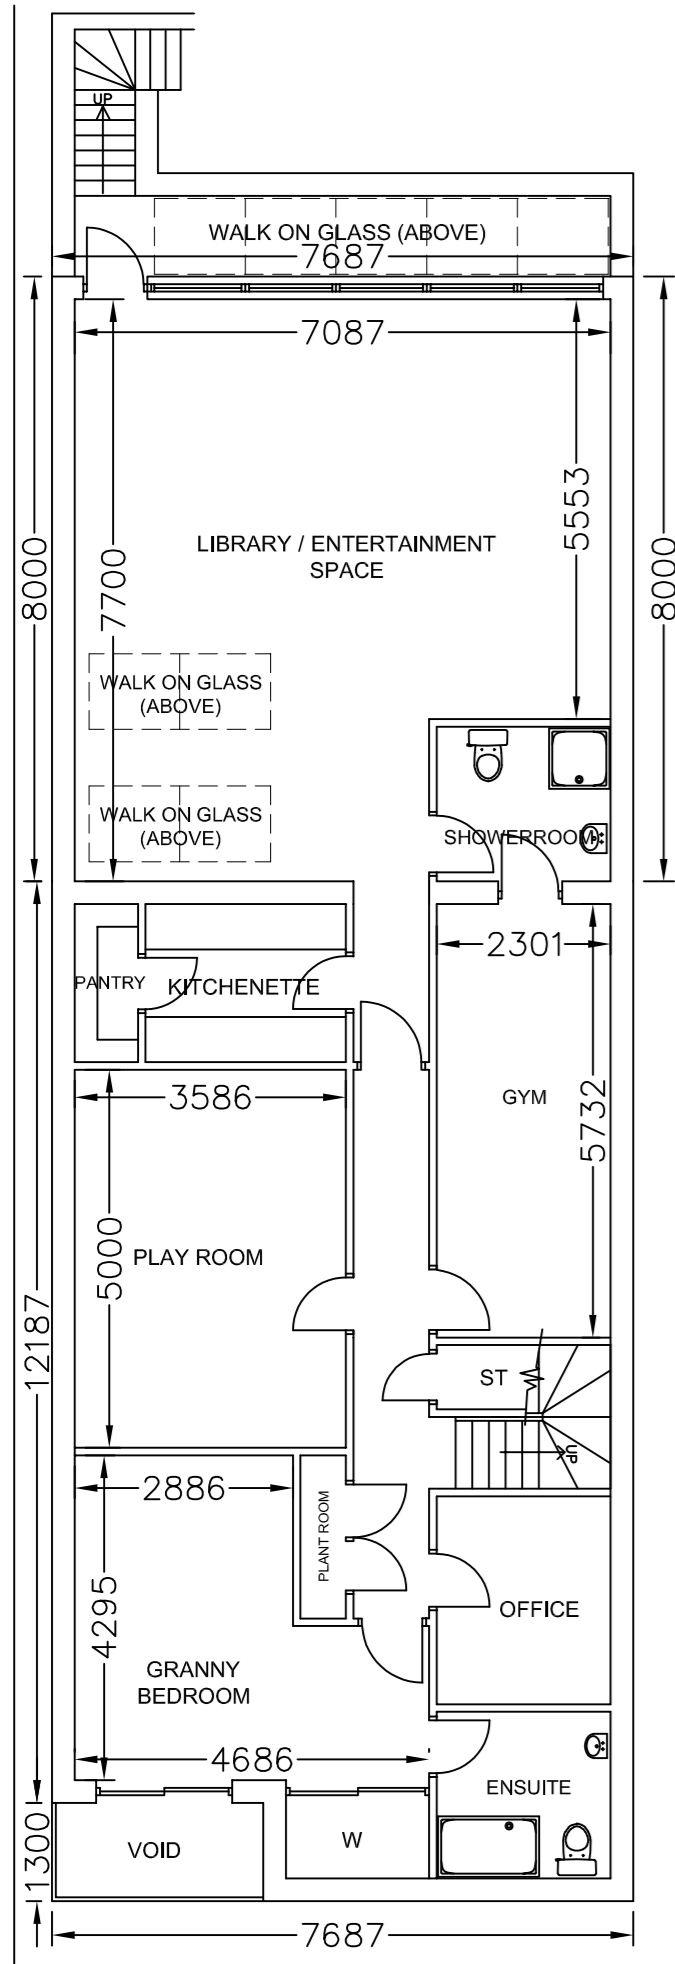 UP
WALK ON GLASS (ABOVE)
7687
7087
5553
LIBRARY / ENTERTAINMENT
SPACE
8000
7700
8000
WALK ON GLASS
(ABOVE)
WALK ON GLASS
(ABOVE)
SHOWERROOM
2301
PANTRY
KITCHENETTE
3586
GYM
5732
5000
PLAY ROOM
12187
ST
UP
2886
PLANT ROOM
4295
OFFICE
GRANNY
BEDROOM
4686
ENSUITE
1300
VOID
W
7687